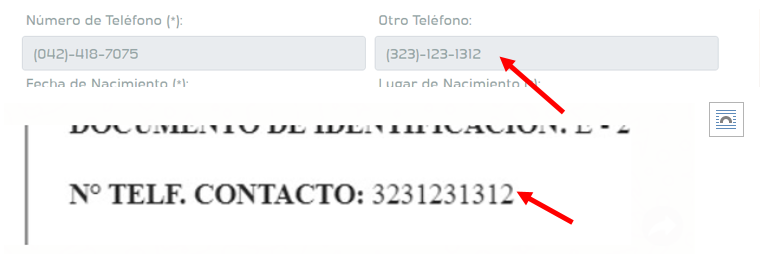 Número de Teléfono (*):
Otro Teléfono:
(042)-418-7075
(323)-123-1312
Fecha de Nacimiento (*):
Lugar de Nacimiento (*):
DOCUMENTO DE IDENTIFICACIÓN: E - 2
N° TELF. CONTACTO: 3231231312